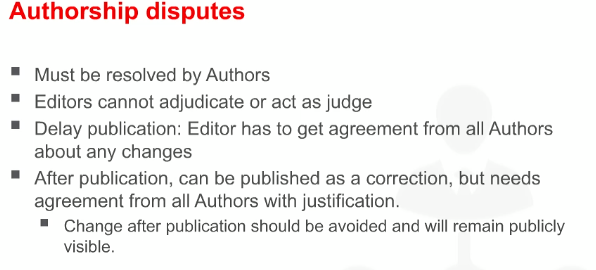 Authorship disputes
▪ Must be resolved by Authors
▪ Editors cannot adjudicate or act as judge
▪ Delay publication: Editor has to get agreement from all Authors
about any changes
▪ After publication, can be published as a correction, but needs
agreement from all Authors with justification.
▪ Change after publication should be avoided and will remain publicly
visible.